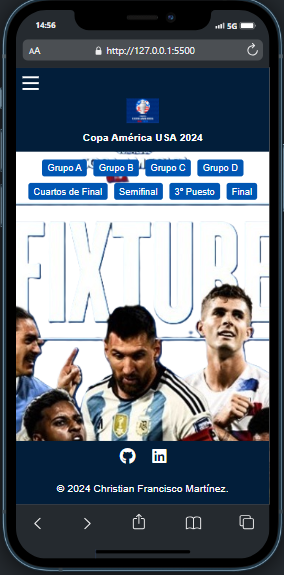 14:56
5G
AA
http://127.0.0.1:5500
Copa América USA 2024
Grupo A
Grupo B
Grupo C
Grupo D
Cuartos de Final
Semifinal
3° Puesto
Final
FIXTURE
© 2024 Christian Francisco Martínez.